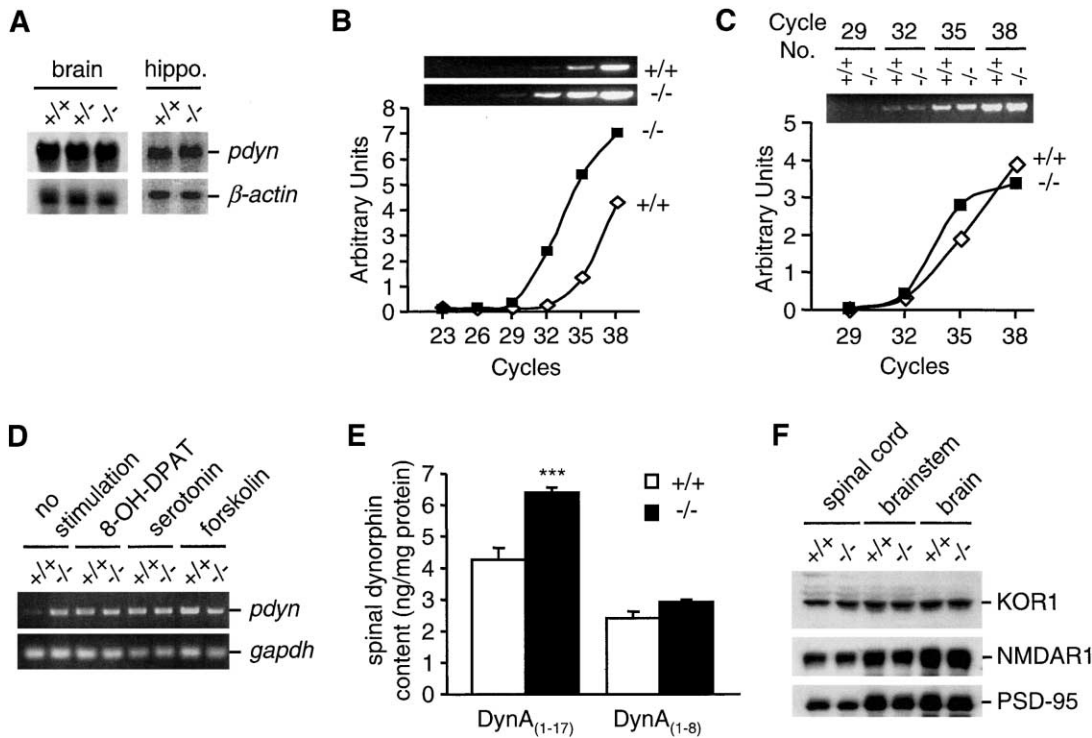 A
brain hippo.
+/+ +/- -/- +/+ -/-
pdyn
β-actin
B
+/+
-/-
Arbitrary Units
8
7
6
5
4
3
2
1
0
-/-
+/+
23 26 29 32 35 38
Cycles
C
Cycle No. 29 32 35 38
+/+ -/- +/+ -/- +/+ -/- +/+ -/-
Arbitrary Units
5
4
3
2
1
0
+/+
-/-
29 32 35 38
Cycles
D
no stimulation
8-OH-DPAT
serotonin
forskolin
+/+ -/- +/+ -/- +/+ -/- +/+ -/-
pdyn
gapdh
E
spinal dynorphin
content (ng/mg protein)
7
6
5
4
3
2
1
0
***
+/+
-/-
DynA(1-17) DynA(1-8)
F
spinal cord
brainstem
brain
+/+ -/- +/+ -/- +/+ -/-
KOR1
NMDAR1
PSD-95